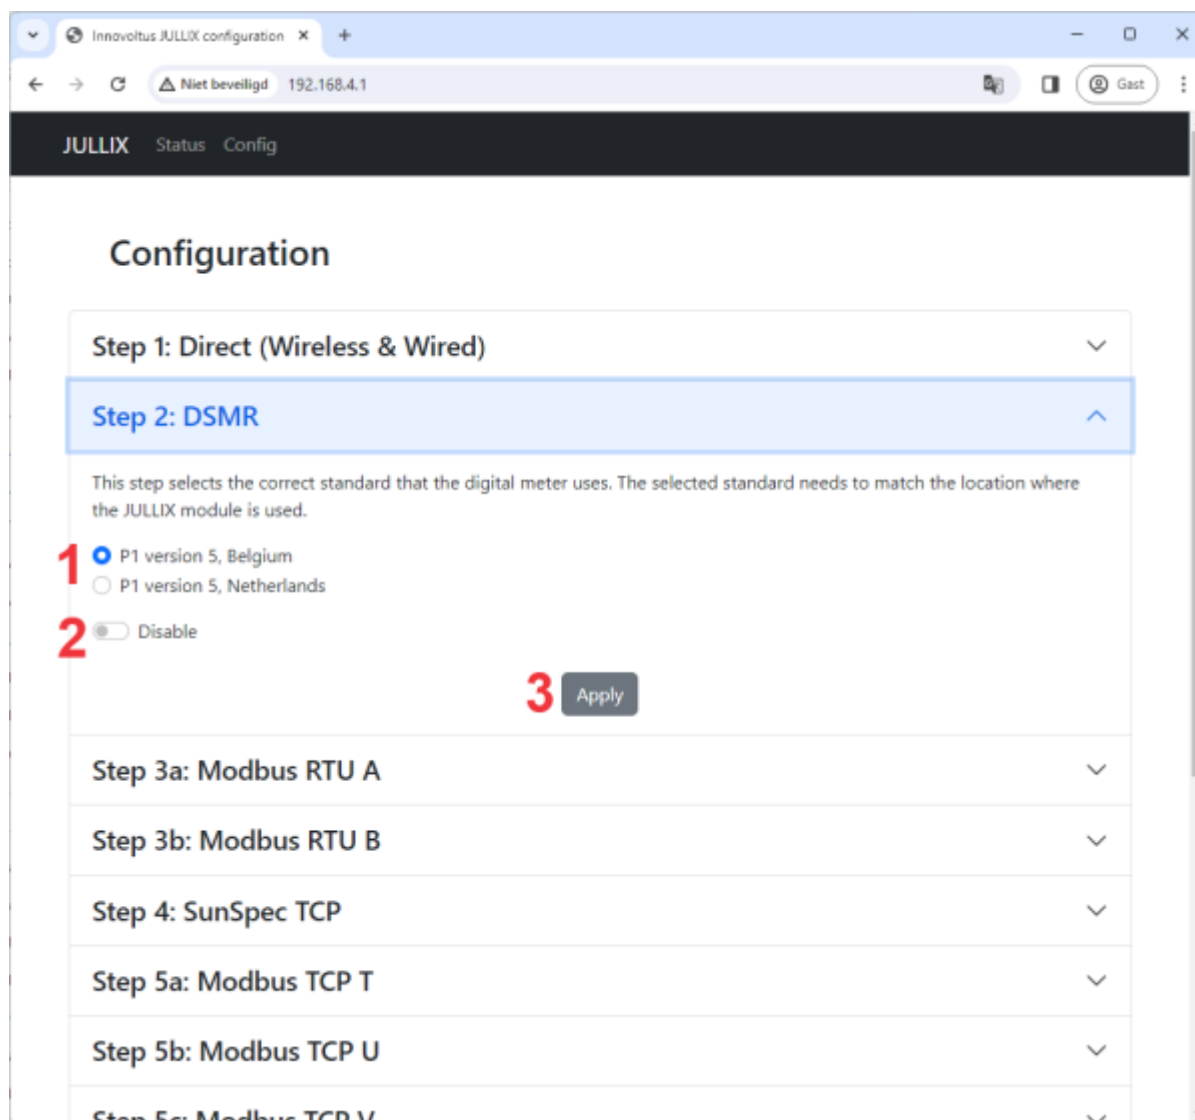 Innovoltus JULLIX configuration
Niet beveiligd 192.168.4.1
Gast
JULLIX Status Config
Configuration
Step 1: Direct (Wireless & Wired)
Step 2: DSMR
This step selects the correct standard that the digital meter uses. The selected standard needs to match the location where
the JULLIX module is used.
1
P1 version 5, Belgium
P1 version 5, Netherlands
2 Disable
3 Apply
Step 3a: Modbus RTU A
Step 3b: Modbus RTU B
Step 4: SunSpec TCP
Step 5a: Modbus TCP T
Step 5b: Modbus TCP U
Step 5c: Modbus TCP V